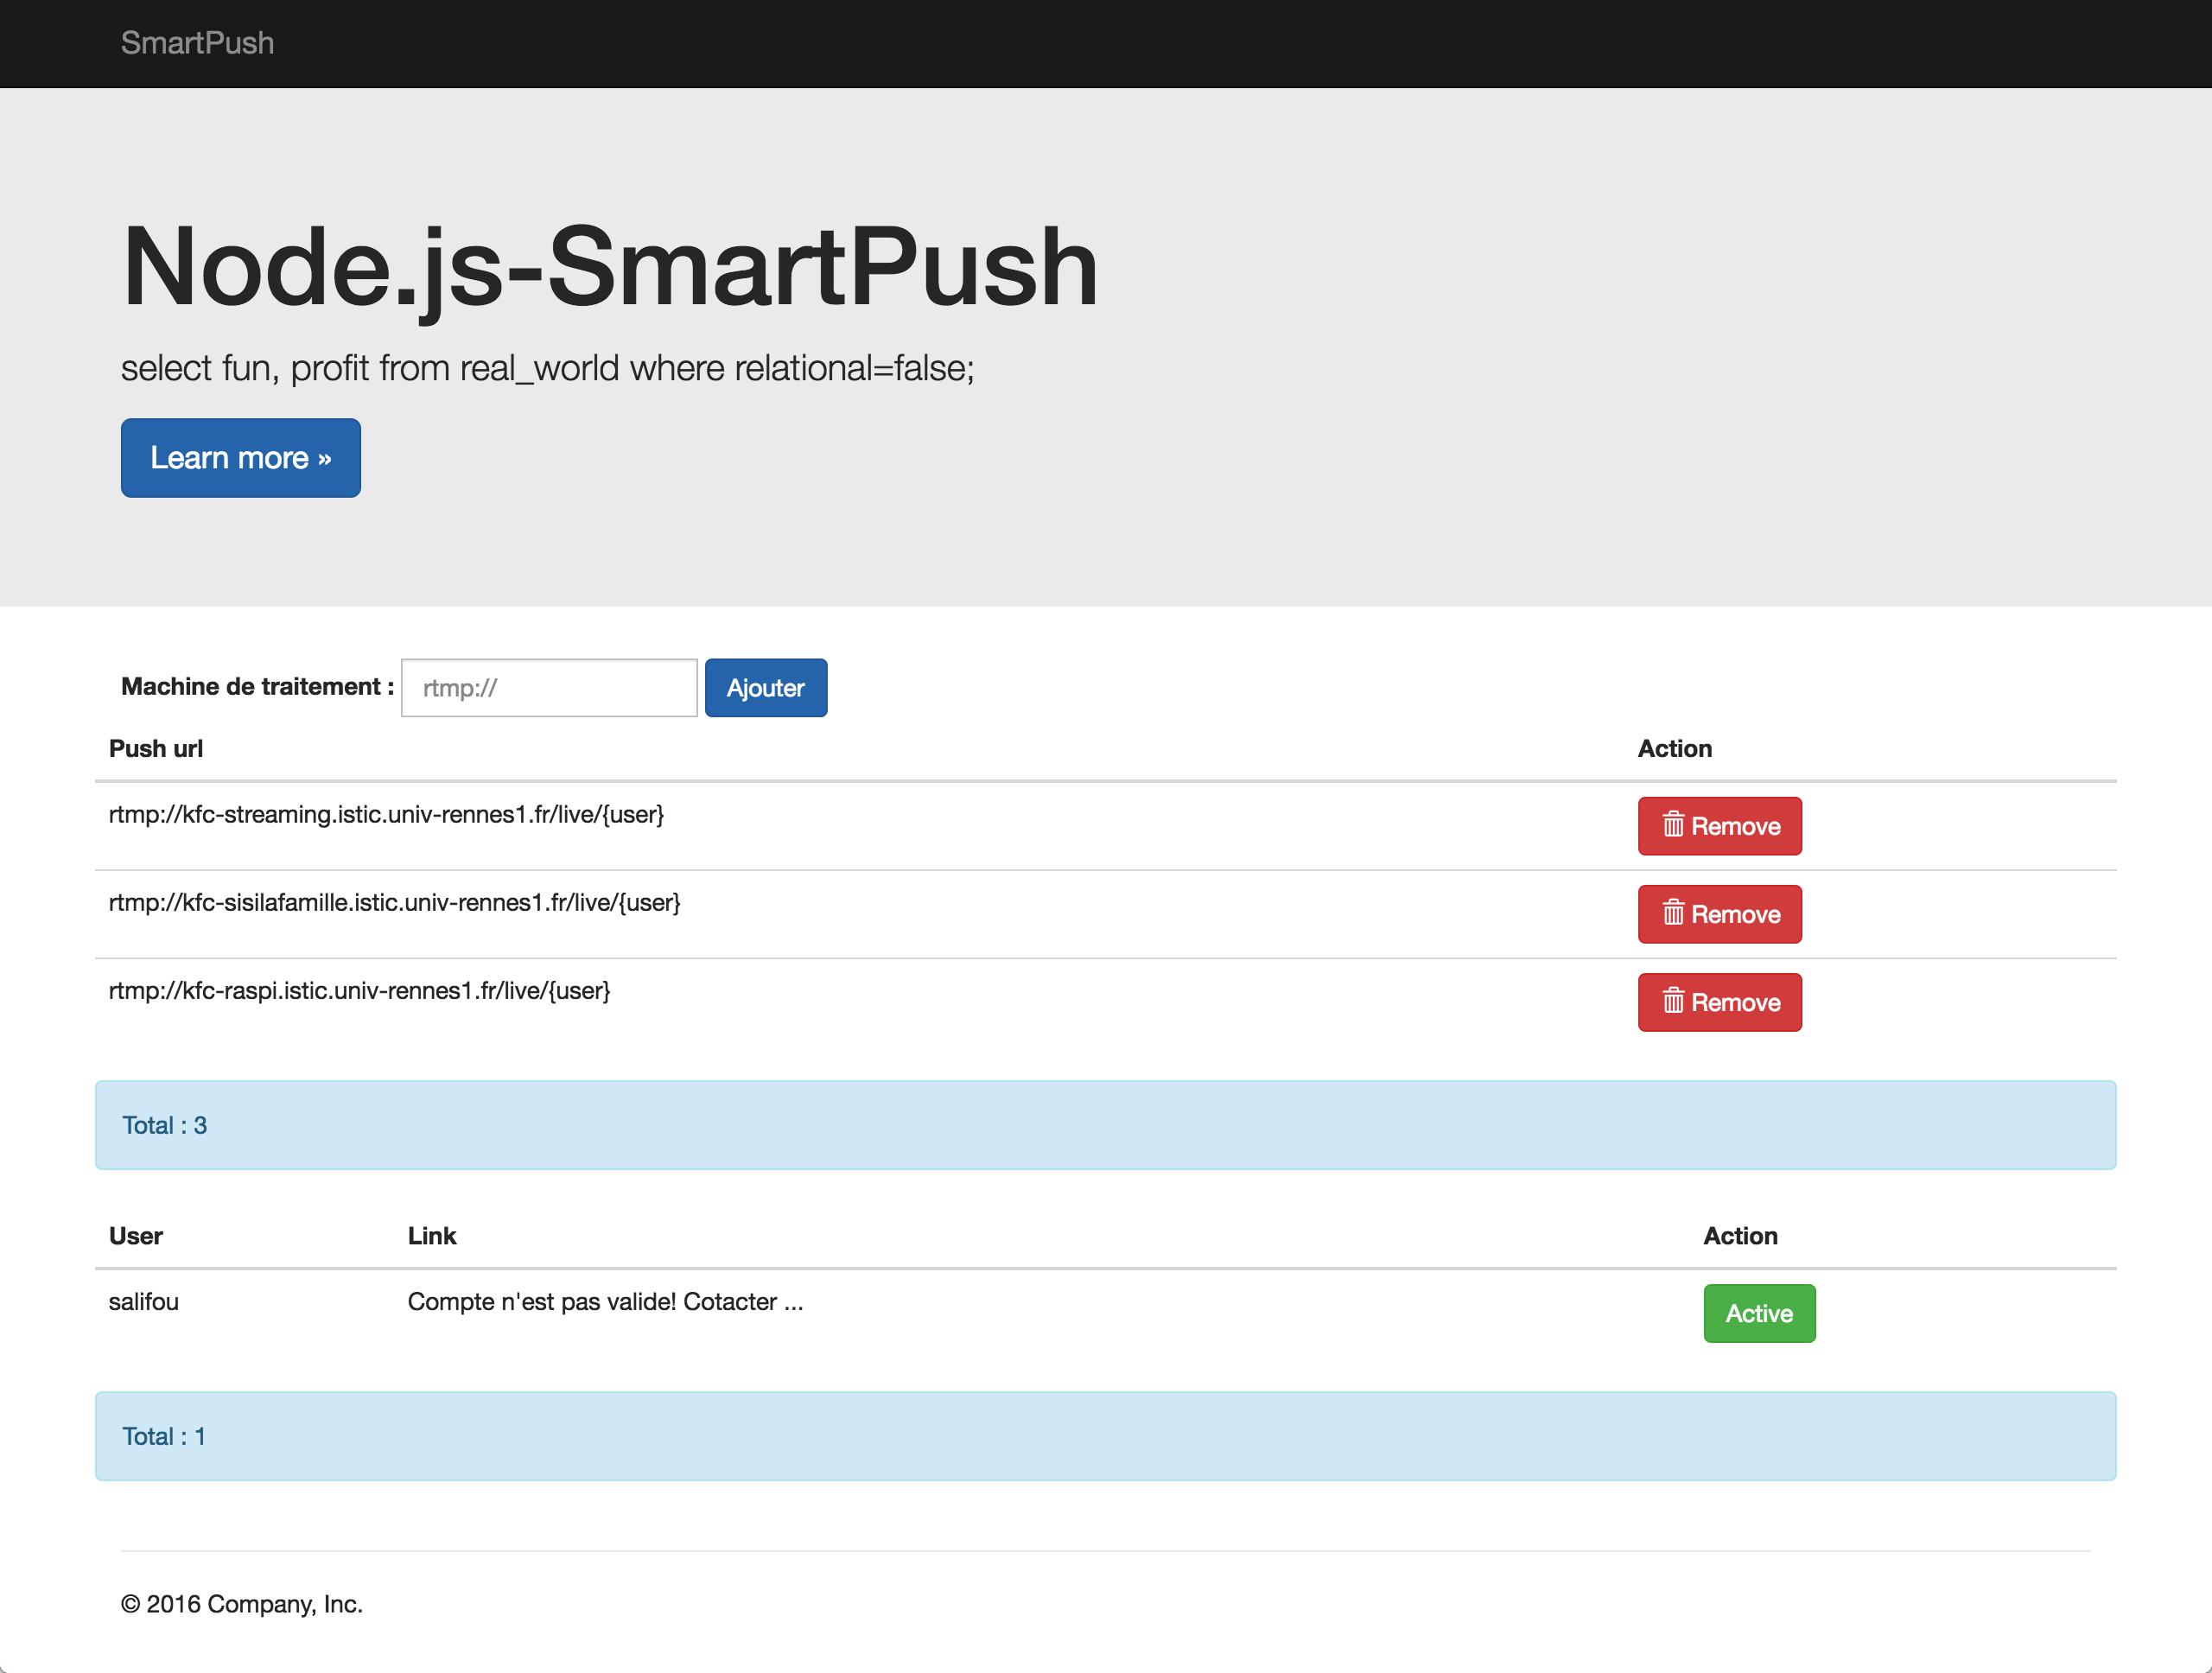 SmartPush
Node.js-SmartPush
select fun, profit from real_world where relational=false;
Learn more »
Machine de traitement : rtmp:// Ajouter
Push url Action
rtmp://kfc-streaming.istic.univ-rennes1.fr/live/{user} Remove
rtmp://kfc-sisilafamille.istic.univ-rennes1.fr/live/{user} Remove
rtmp://kfc-raspi.istic.univ-rennes1.fr/live/{user} Remove
Total : 3
User Link Action
salifou Compte n'est pas valide! Cotacter ... Active
Total : 1
© 2016 Company, Inc.